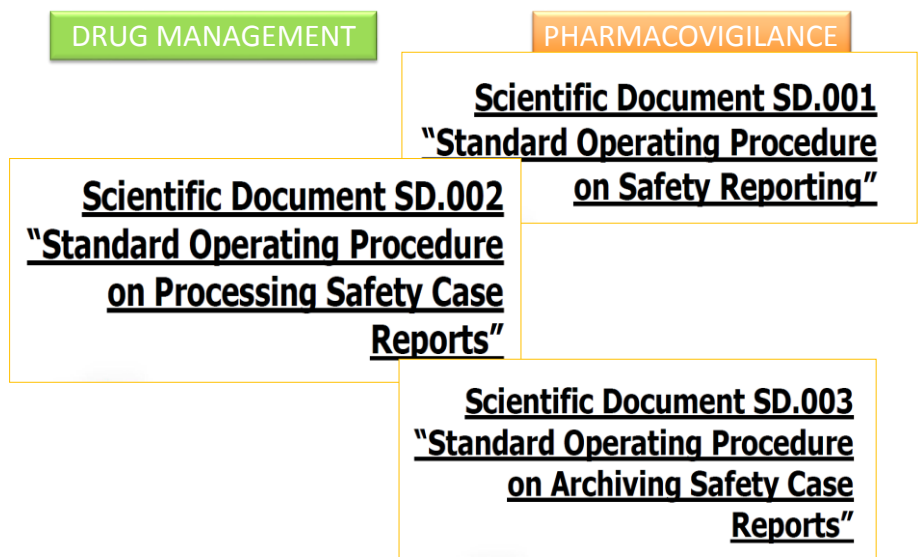 DRUG MANAGEMENT
PHARMACOVIGILANCE
Scientific Document SD.001
“Standard Operating Procedure
on Safety Reporting”
Scientific Document SD.002
“Standard Operating Procedure
on Processing Safety Case
Reports”
Scientific Document SD.003
“Standard Operating Procedure
on Archiving Safety Case
Reports”